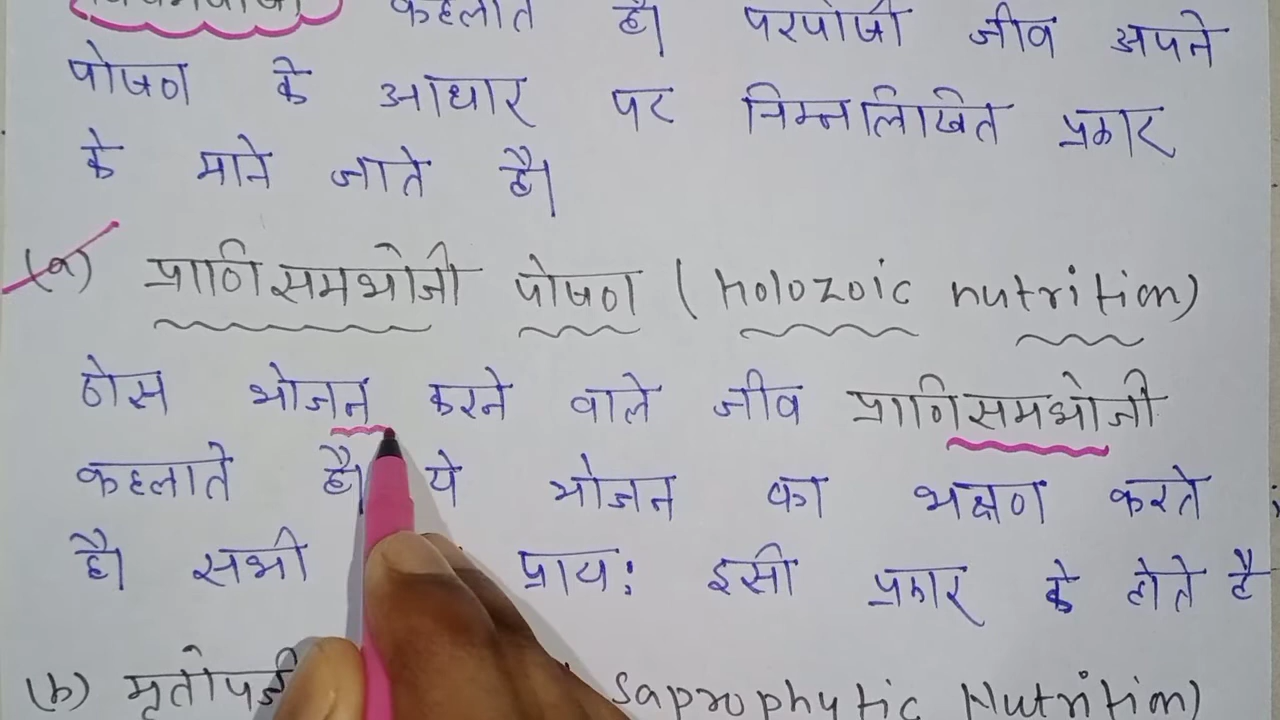 कहलाते है। परपोषी जीव अपने
पोषण के आधार पर निम्नलिखित प्रकार
के माने जाते है।
(a) प्राणिसमभोजी पोषण (holozoic nutrition)
ठोस भोजन करने वाले जीव प्राणिसमभोजी
कहलाते है। ये भोजन का भक्षण करते
है। सभी प्राय: इसी प्रकार के होते है
(b) Saprophytic Nutrition)